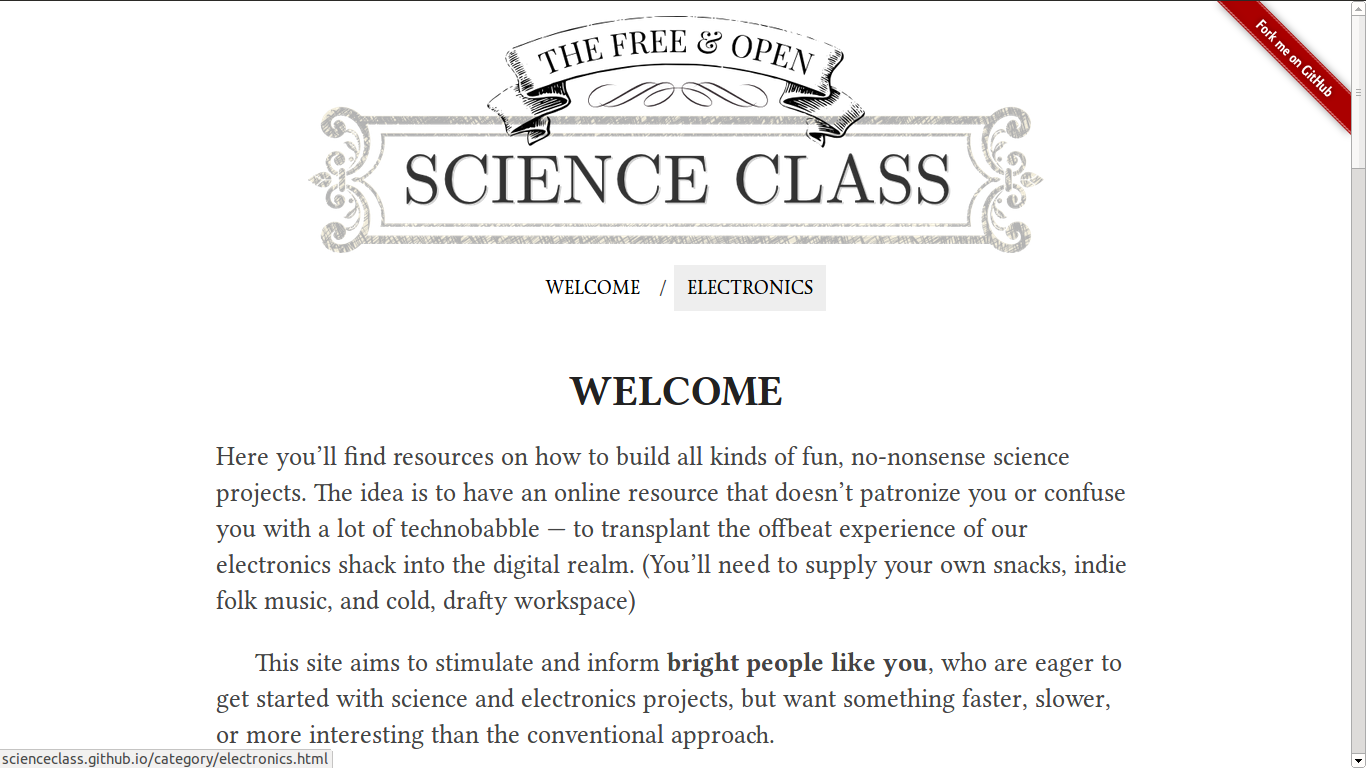 THE FREE & OPEN
SCIENCE CLASS
Fork me on GitHub
WELCOME / ELECTRONICS
WELCOME
Here you’ll find resources on how to build all kinds of fun, no-nonsense science
projects. The idea is to have an online resource that doesn’t patronize you or confuse
you with a lot of technobabble — to transplant the offbeat experience of our
electronics shack into the digital realm. (You’ll need to supply your own snacks, indie
folk music, and cold, drafty workspace)
This site aims to stimulate and inform bright people like you, who are eager to
get started with science and electronics projects, but want something faster, slower,
or more interesting than the conventional approach.
scienceclass.github.io/category/electronics.html